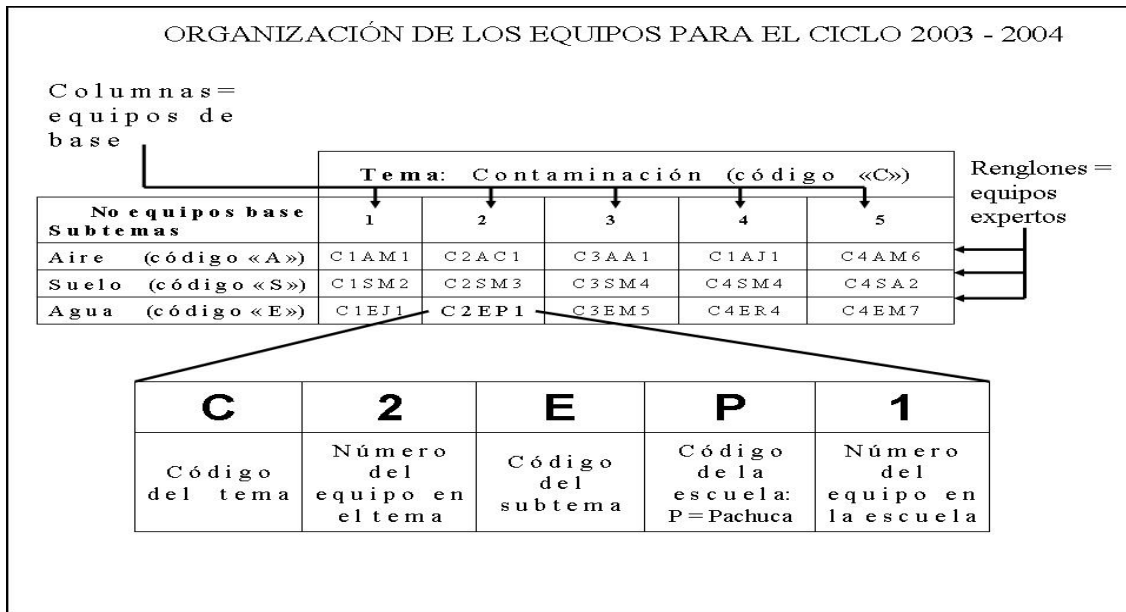 ORGANIZACIÓN DE LOS EQUIPOS PARA EL CICLO 2003 - 2004
Columnas=
equipos de
base
Tema: Contaminación (código «C»)
Renglones =
equipos
expertos
No equipos base
Subtemas
1 2 3 4 5
Aire (código «A») C1AM1 C2AC1 C3AA1 C1AJ1 C4AM6
Suelo (código «S») C1SM2 C2SM3 C3SM4 C4SM4 C4SA2
Agua (código «E») C1EJ1 C2EP1 C3EM5 C4ER4 C4EM7
C 2 E P 1
Código
del tema
Número
del
equipo en
el tema
Código
del
subtema
Código
de la
escuela:
P=Pachuca
Número
del
equipo en
la escuela